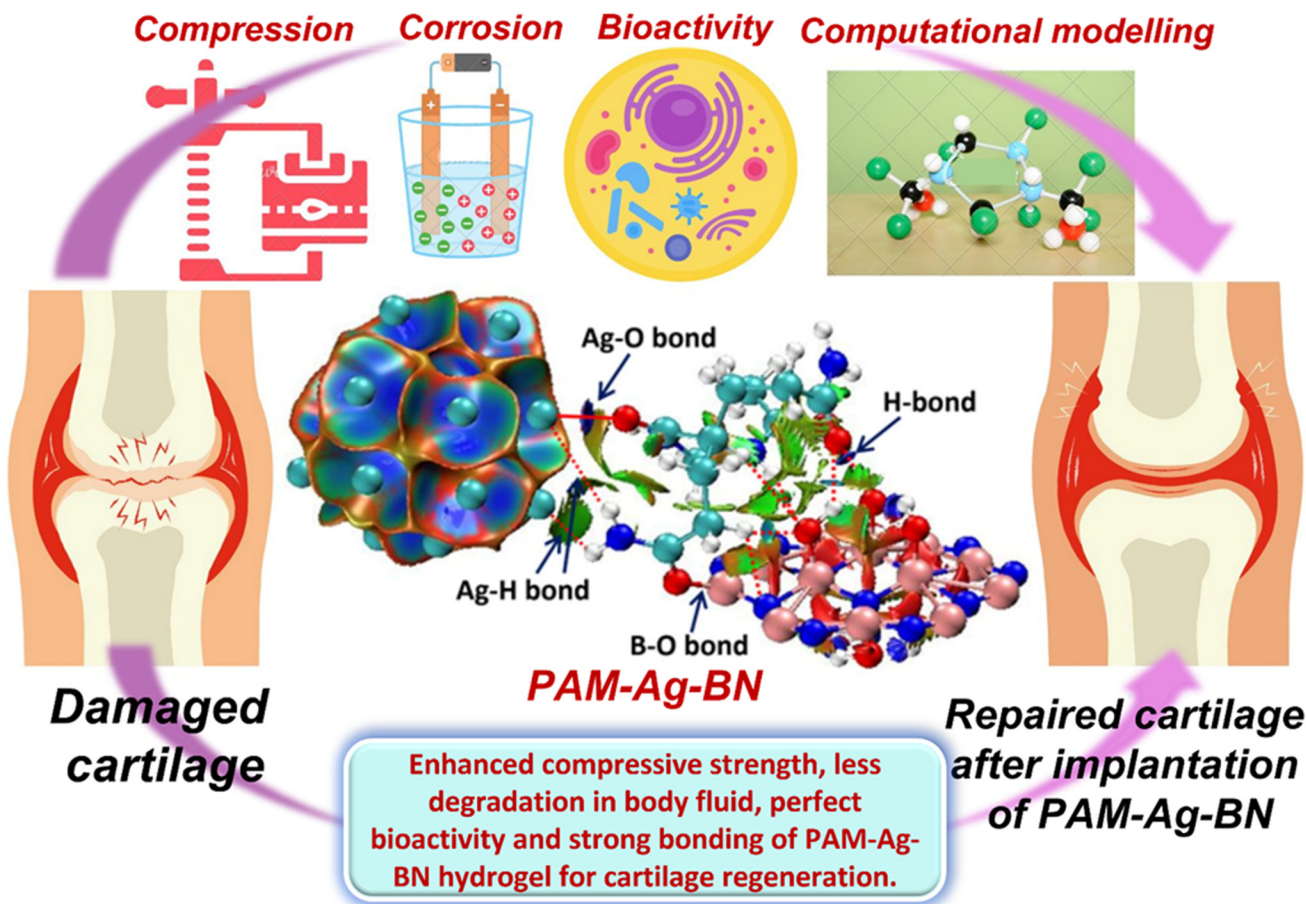 Compression
Corrosion
Bioactivity
Computational modelling
Ag-O bond
H-bond
Ag-H bond
B-O bond
PAM-Ag-BN
Damaged
cartilage
Repaired cartilage
after implantation
of PAM-Ag-BN
Enhanced compressive strength, less
degradation in body fluid, perfect
bioactivity and strong bonding of PAM-Ag-
BN hydrogel for cartilage regeneration.